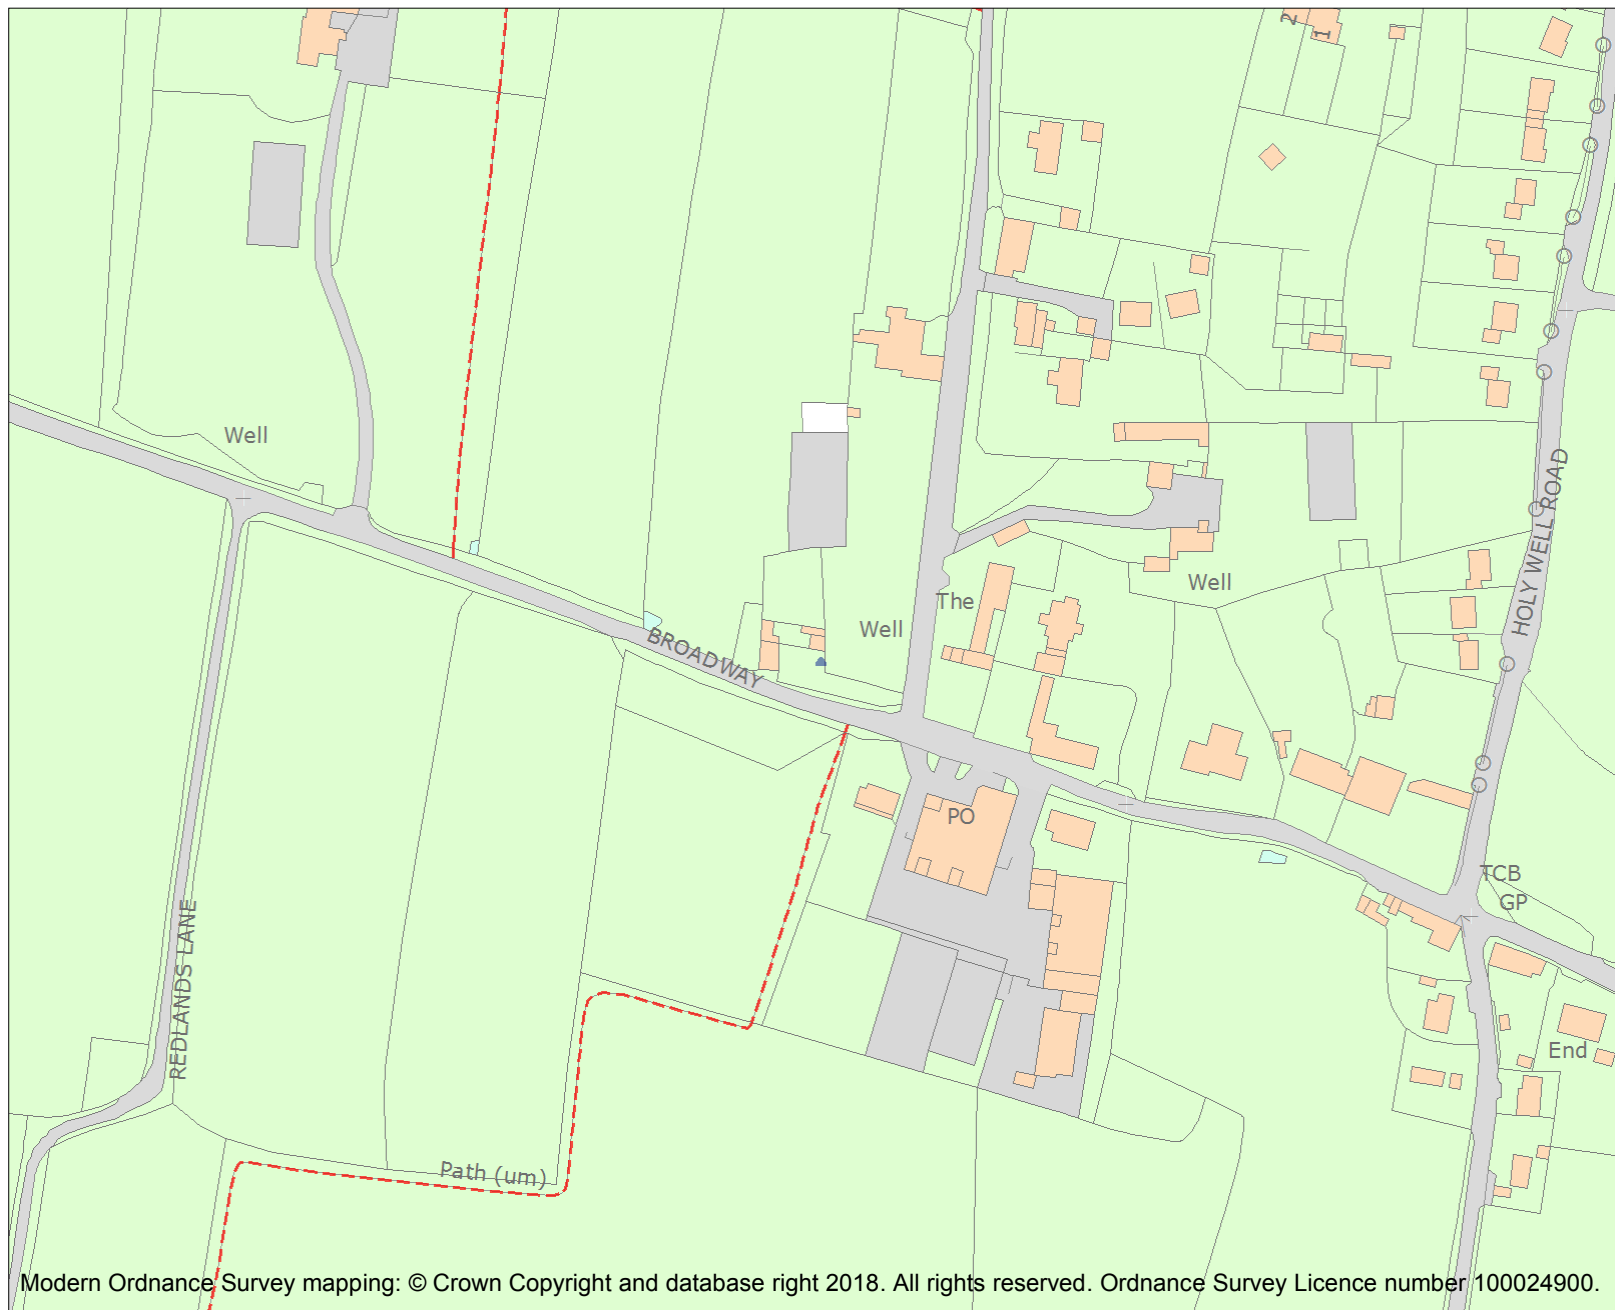 2
1
Well
HOLY WELL ROAD
Well
The
Well
BROADWAY
PO
TCB
GP
REDLANDS LANE
End
Path (um)
Modern Ordnance Survey mapping: © Crown Copyright and database right 2018. All rights reserved. Ordnance Survey Licence number 100024900.